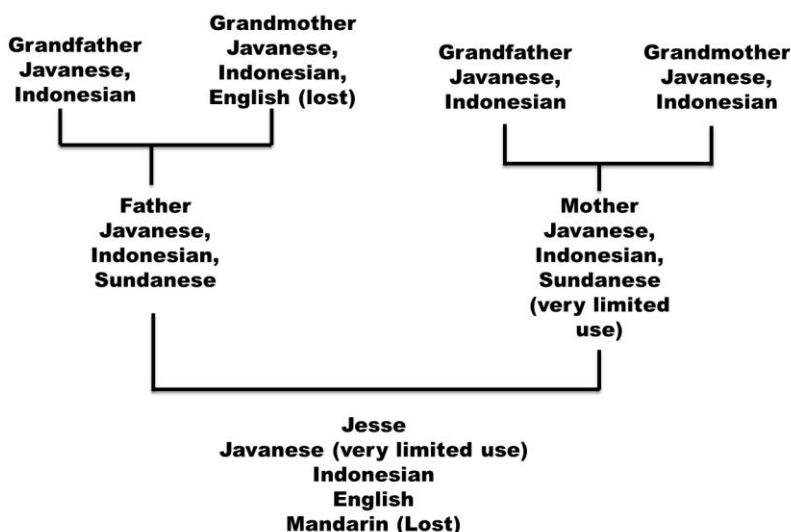 Grandfather
Javanese,
Indonesian
Grandmother
Javanese,
Indonesian,
English (lost)
Grandfather
Javanese,
Indonesian
Grandmother
Javanese,
Indonesian
Father
Javanese,
Indonesian,
Sundanese
Mother
Javanese,
Indonesian,
Sundanese
(very limited
use)
Jesse
Javanese (very limited use)
Indonesian
English
Mandarin (Lost)